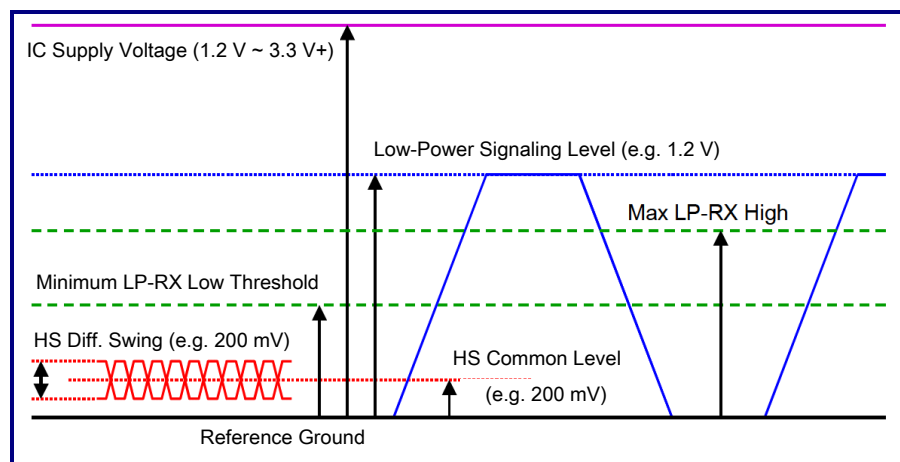 IC Supply Voltage (1.2 V ~ 3.3 V+)
Low-Power Signaling Level (e.g. 1.2 V)
Max LP-RX High
Minimum LP-RX Low Threshold
HS Diff. Swing (e.g. 200 mV)
HS Common Level
(e.g. 200 mV)
Reference Ground